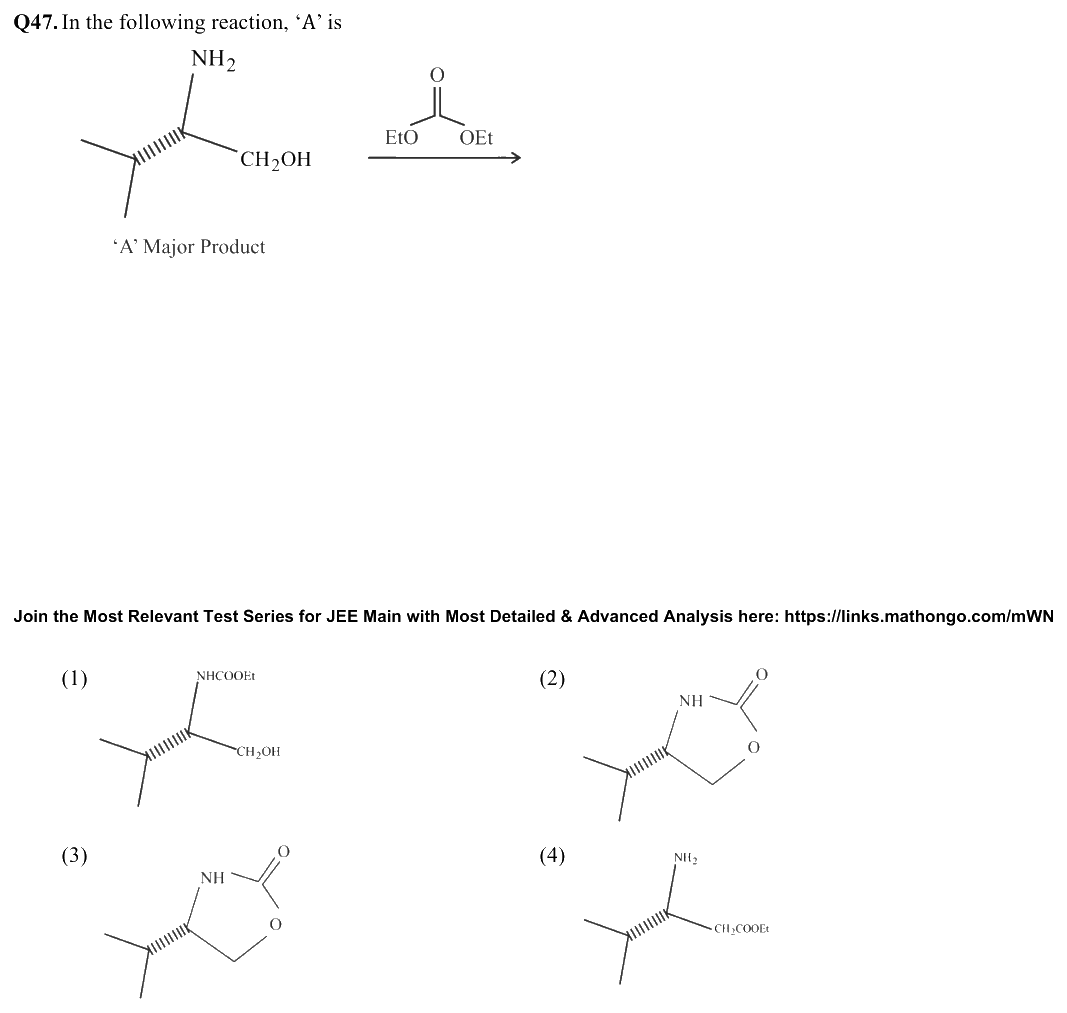 Q47. In the following reaction, ‘A’ is
NH2
O
EtO OEt
CH2OH
‘A’ Major Product
Join the Most Relevant Test Series for JEE Main with Most Detailed & Advanced Analysis here: https://links.mathongo.com/mWN
(1)
NHCOOEt
CH2OH
(2)
O
NH
O
(3)
O
NH
O
(4)
NH2
CH2COOEt